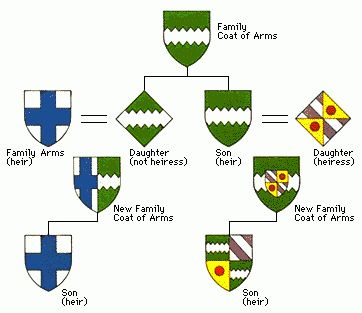 Family
Coat of Arms
Family Arms
(heir)
Daughter
(not heiress)
Son
(heir)
Daughter
(heiress)
New Family
Coat of Arms
New Family
Coat of Arms
Son
(heir)
Son
(heir)